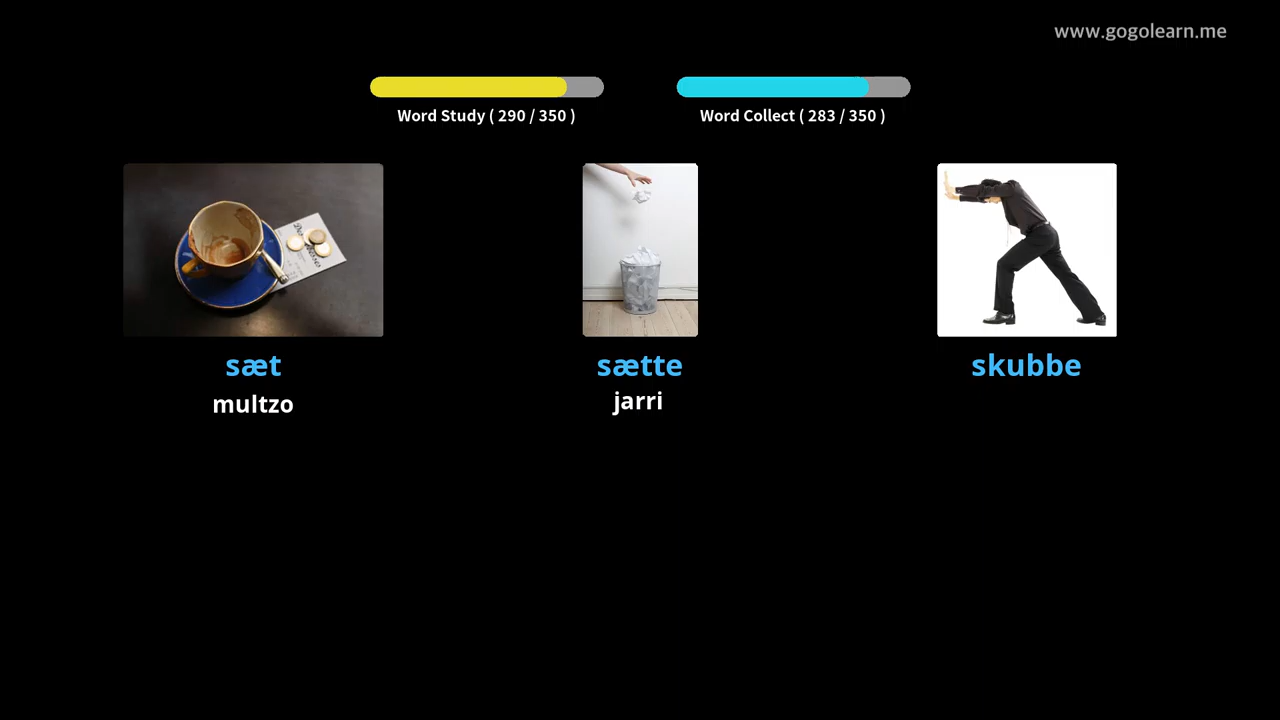 www.gogolearn.me
Word Study ( 290 / 350 )
Word Collect ( 283 / 350 )
sæt
sætte
skubbe
multzo
jarri